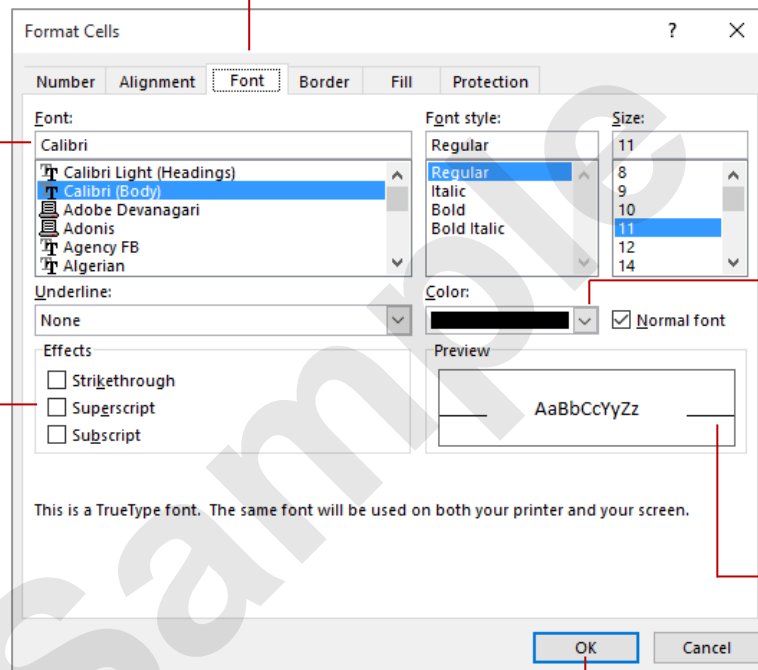 Format Cells ?
Number Alignment Font Border Fill Protection
Font: Font style: Size:
Calibri Regular 11
Calibri Light (Headings) Regular 8
Calibri (Body) Italic 9
Adobe Devanagari Bold 10
Adonis Bold Italic 11
Agency FB 12
Algerian 14
Underline: Color:
None Normal font
Effects Preview
Strikethrough
Superscript AaBbCcYyZz
Subscript
This is a TrueType font. The same font will be used on both your printer and your screen.
OK Cancel
Sample